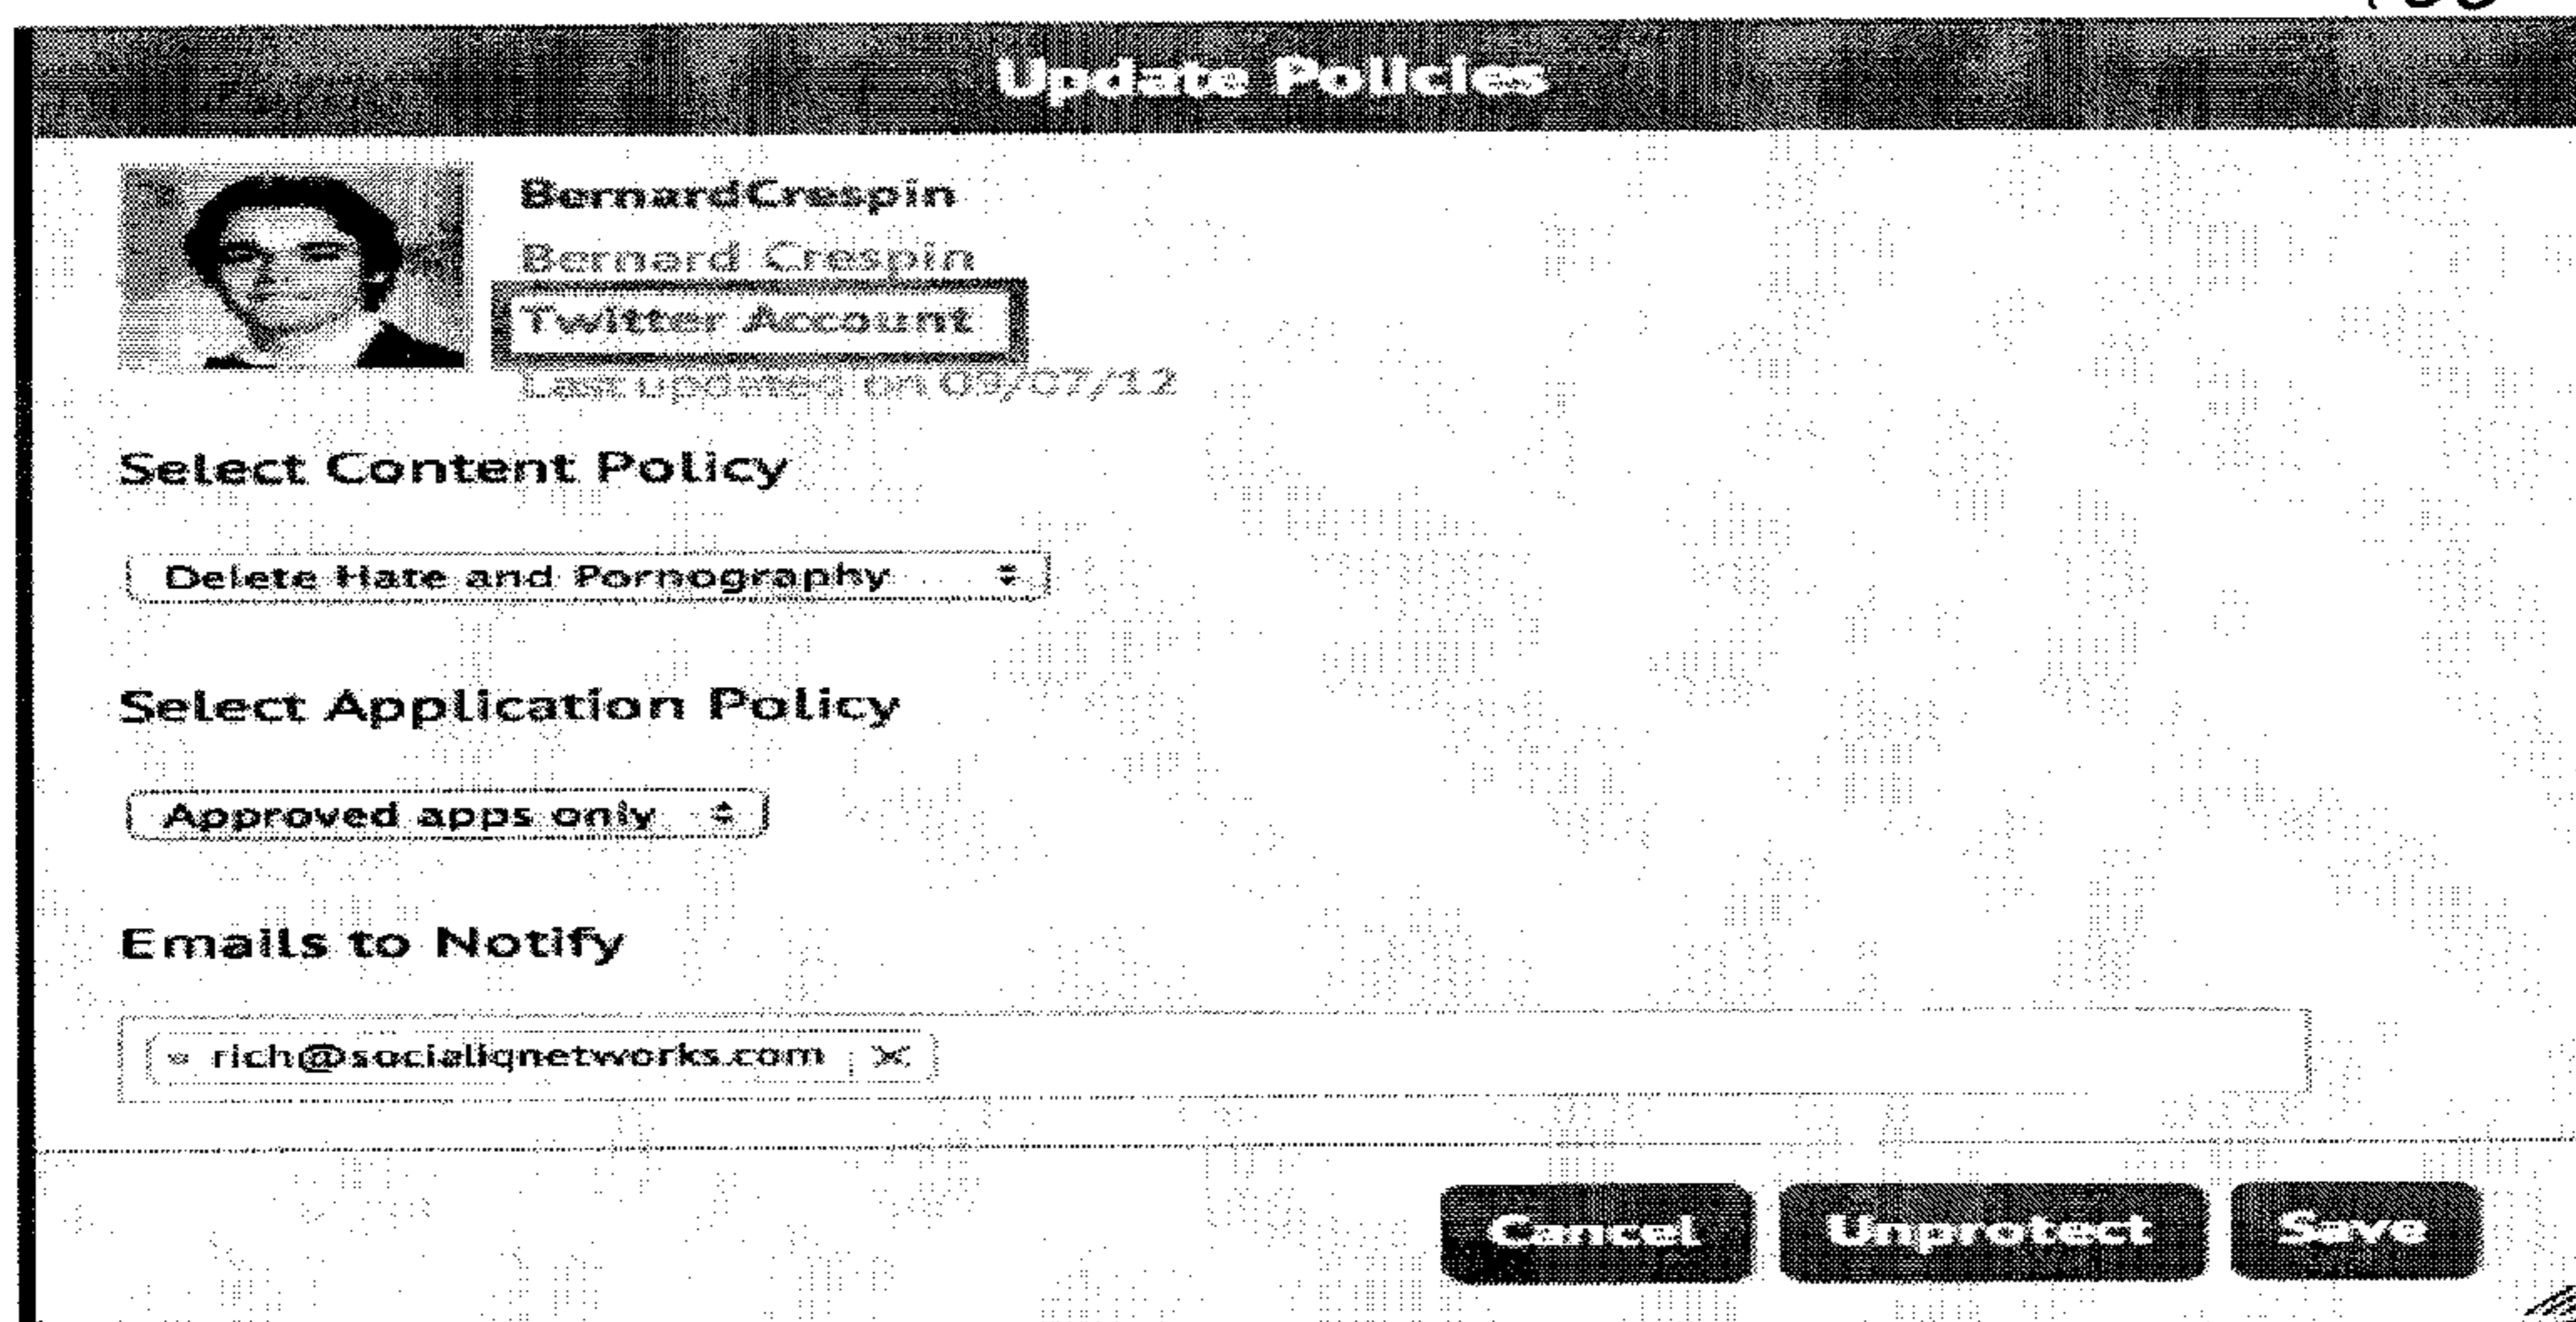 Update Policies
BernardCrespin
Bernard Crespin
Twitter Account
Last updated on 09/07/12
Select Content Policy
Delete Hate and Pornography
Select Application Policy
Approved apps only
Emails to Notify
rich@socialiqnetworks.com
Cancel Unprotect Save